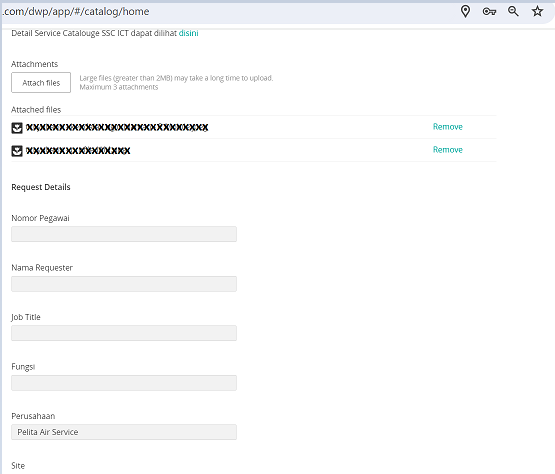 .com/dwp/app/#/catalog/home
Detail Service Catalouge SSC ICT dapat dilihat disini
Attachments
Attach files
Large files (greater than 2MB) may take a long time to upload.
Maximum 3 attachments
Attached files
Remove
Remove
Request Details
Nomor Pegawai
Nama Requester
Job Title
Fungsi
Perusahaan
Pelita Air Service
Site